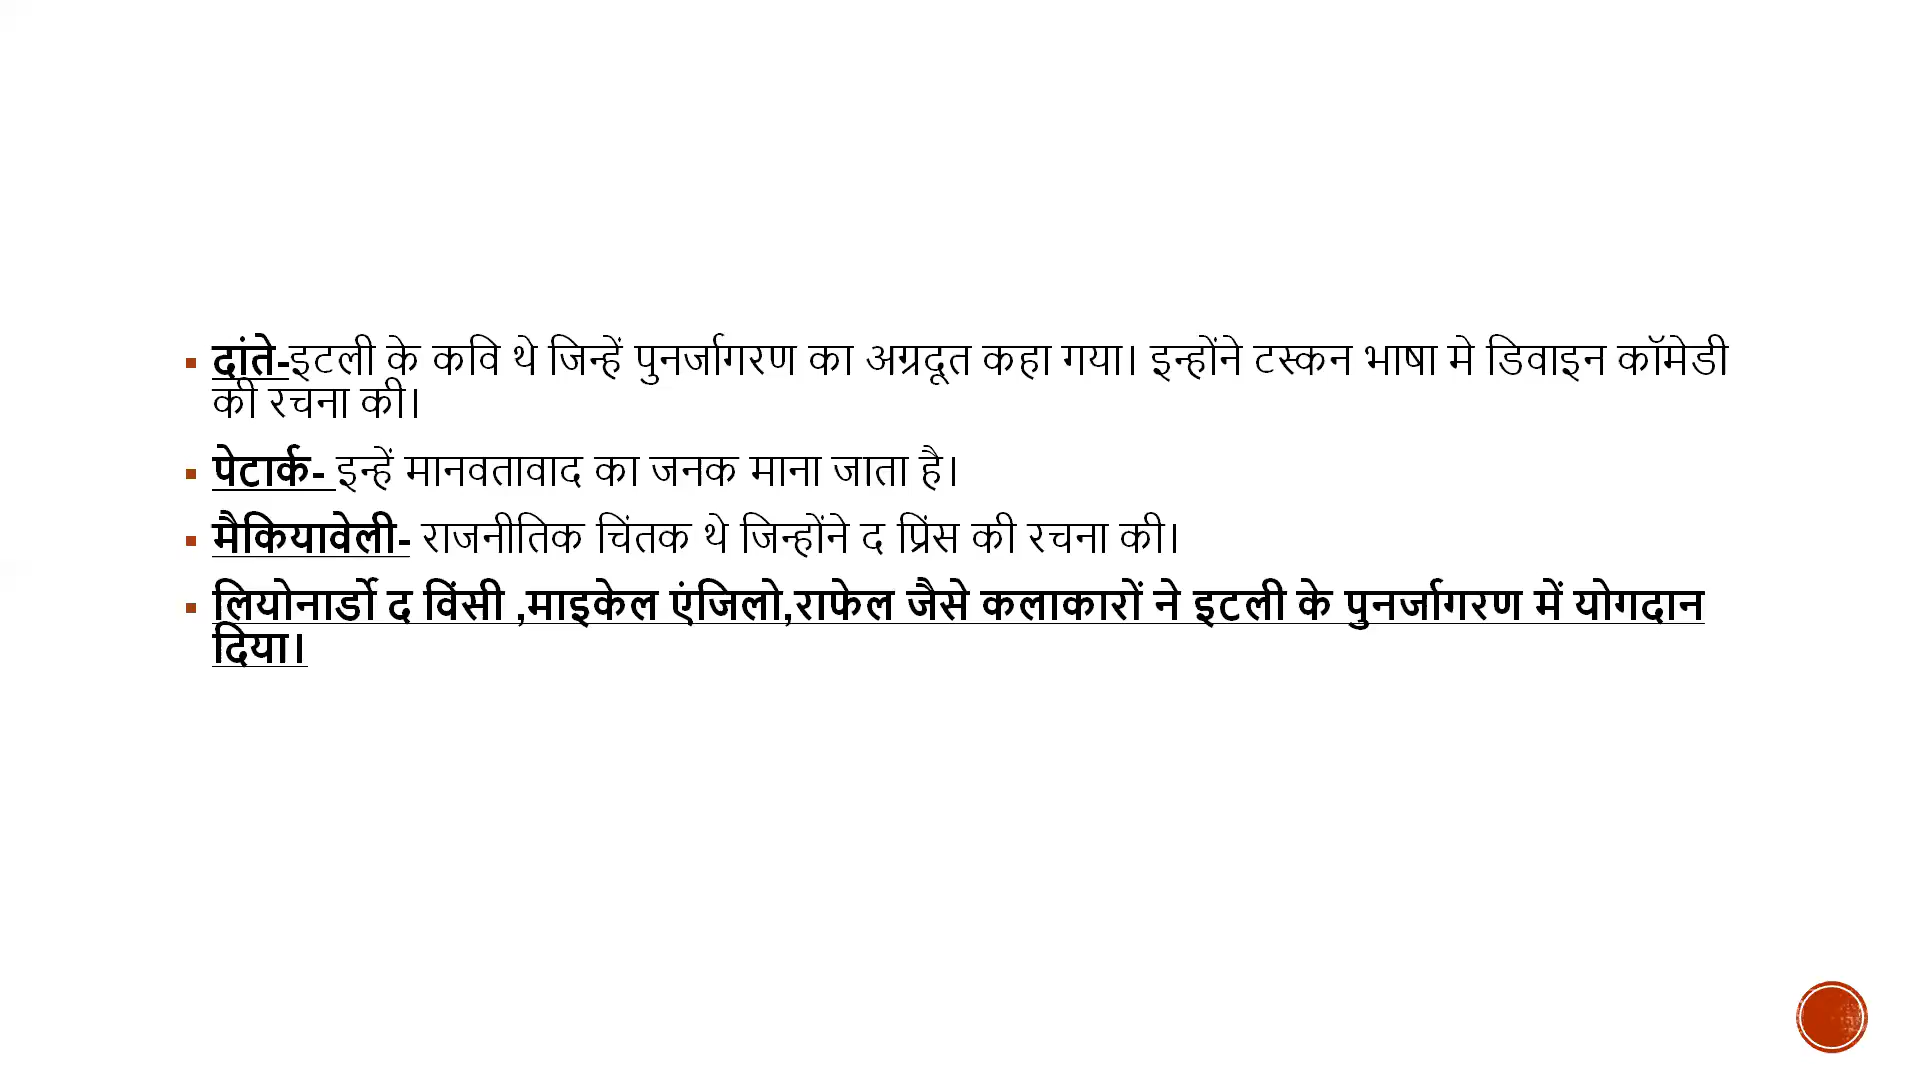 दांते-इटली के कवि थे जिन्हें पुनर्जागरण का अग्रदूत कहा गया। इन्होंने टस्कन भाषा मे डिवाइन कॉमेडी
की रचना की।
पेटार्क- इन्हें मानवतावाद का जनक माना जाता है।
मैकियावेली- राजनीतिक चिंतक थे जिन्होंने द प्रिंस की रचना की।
लियोनार्डो द विंसी ,माइकेल एंजिलो,राफेल जैसे कलाकारों ने इटली के पुनर्जागरण में योगदान
दिया।